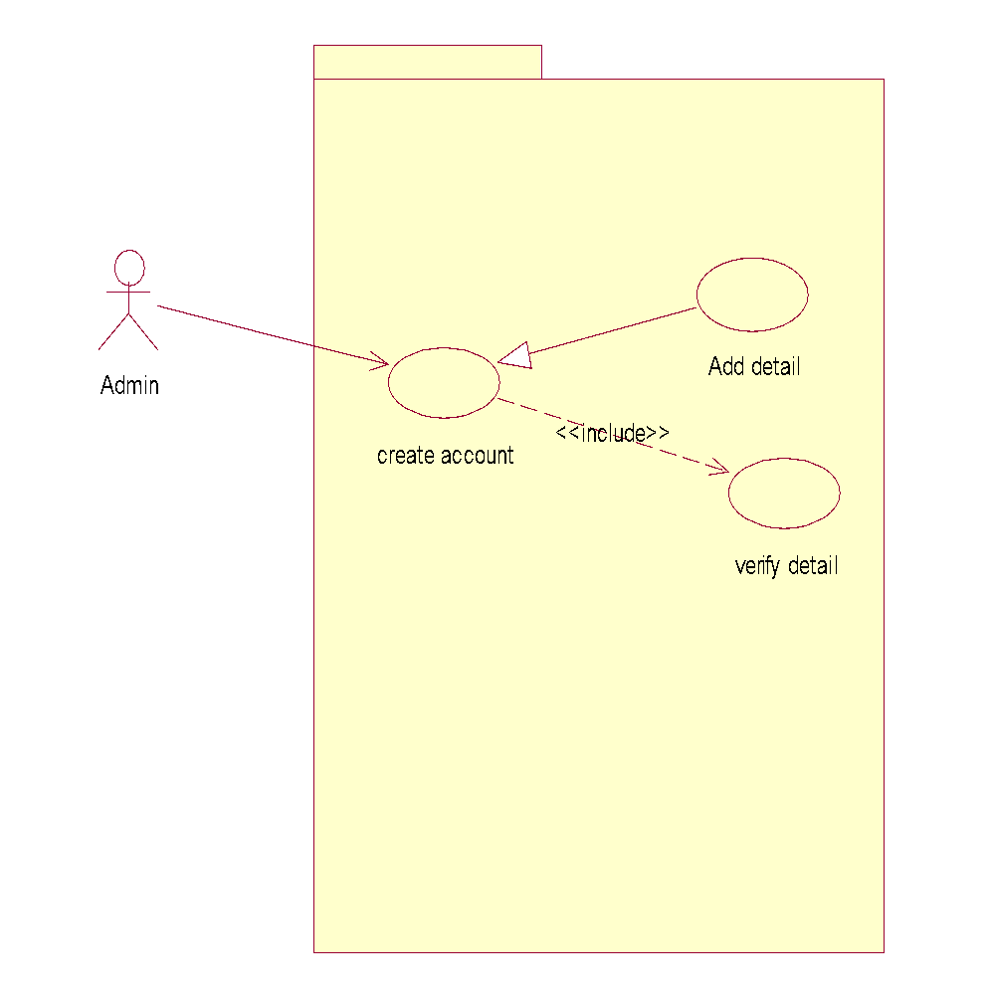 Add detail
Admin
<<include>>
create account
verify detail